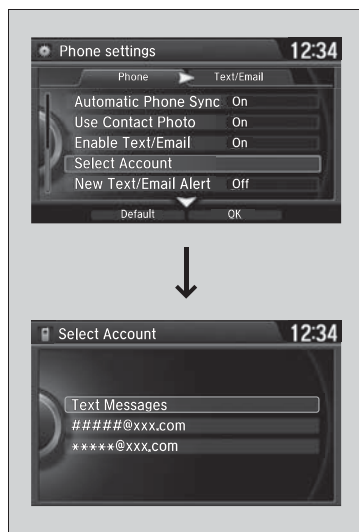 Phone settings 12:34
Phone Text/Email
Automatic Phone Sync On
Use Contact Photo On
Enable Text/Email On
Select Account
New Text/Email Alert Off
Default OK
Select Account 12:34
Text Messages
#####@xxx.com
*****@xxx.com